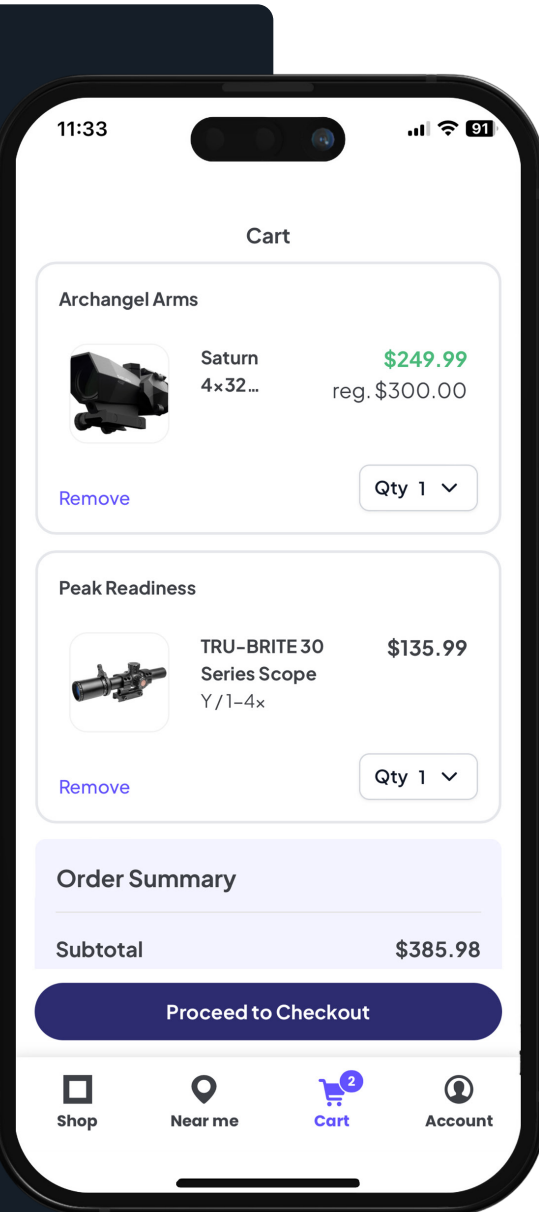 11:33
91
Cart
Archangel Arms
Saturn
4×32...
$249.99
reg. $300.00
Remove
Qty 1
Peak Readiness
TRU-BRITE 30
Series Scope
Y / 1-4×
$135.99
Remove
Qty 1
Order Summary
Subtotal $385.98
Proceed to Checkout
2
Shop Near me Cart Account